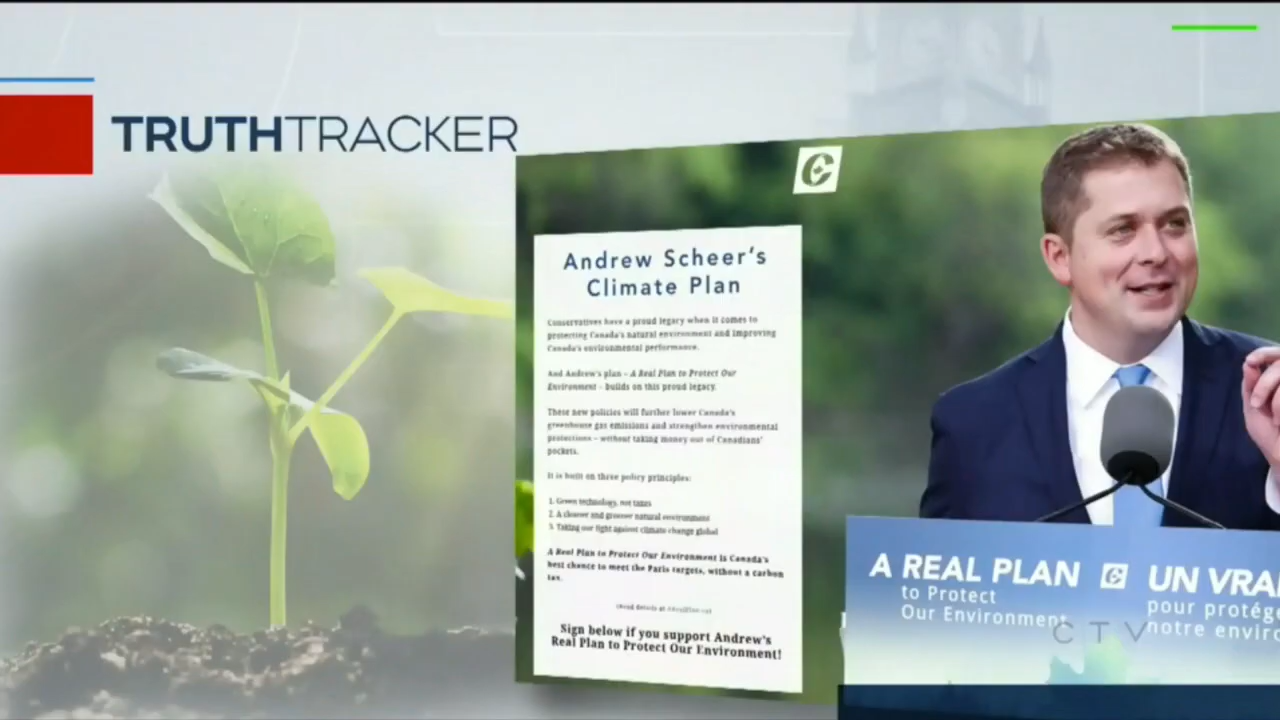 TRUTHTRACKER
Andrew Scheer's
Climate Plan
Conservatives have a proud legacy when it comes to
protecting Canada's natural environment and improving
Canada's environmental performance.
And Andrew's plan – A Real Plan to Protect Our
Environment – builds on this proud legacy.
These new policies will further lower Canada's
greenhouse gas emissions and strengthen environmental
protections – without taking money out of Canadians'
pockets.
It is built on three policy principles:
1. Green technology, not taxes
2. A cleaner and greener natural environment
3. Taking our fight against climate change global
A Real Plan to Protect Our Environment is Canada's
best chance to meet the Paris targets, without a carbon
tax.
Sign below if you support Andrew's
Real Plan to Protect Our Environment!
A REAL PLAN
to Protect
Our Environment
UN VRAI
pour protége
notre enviro
CTV